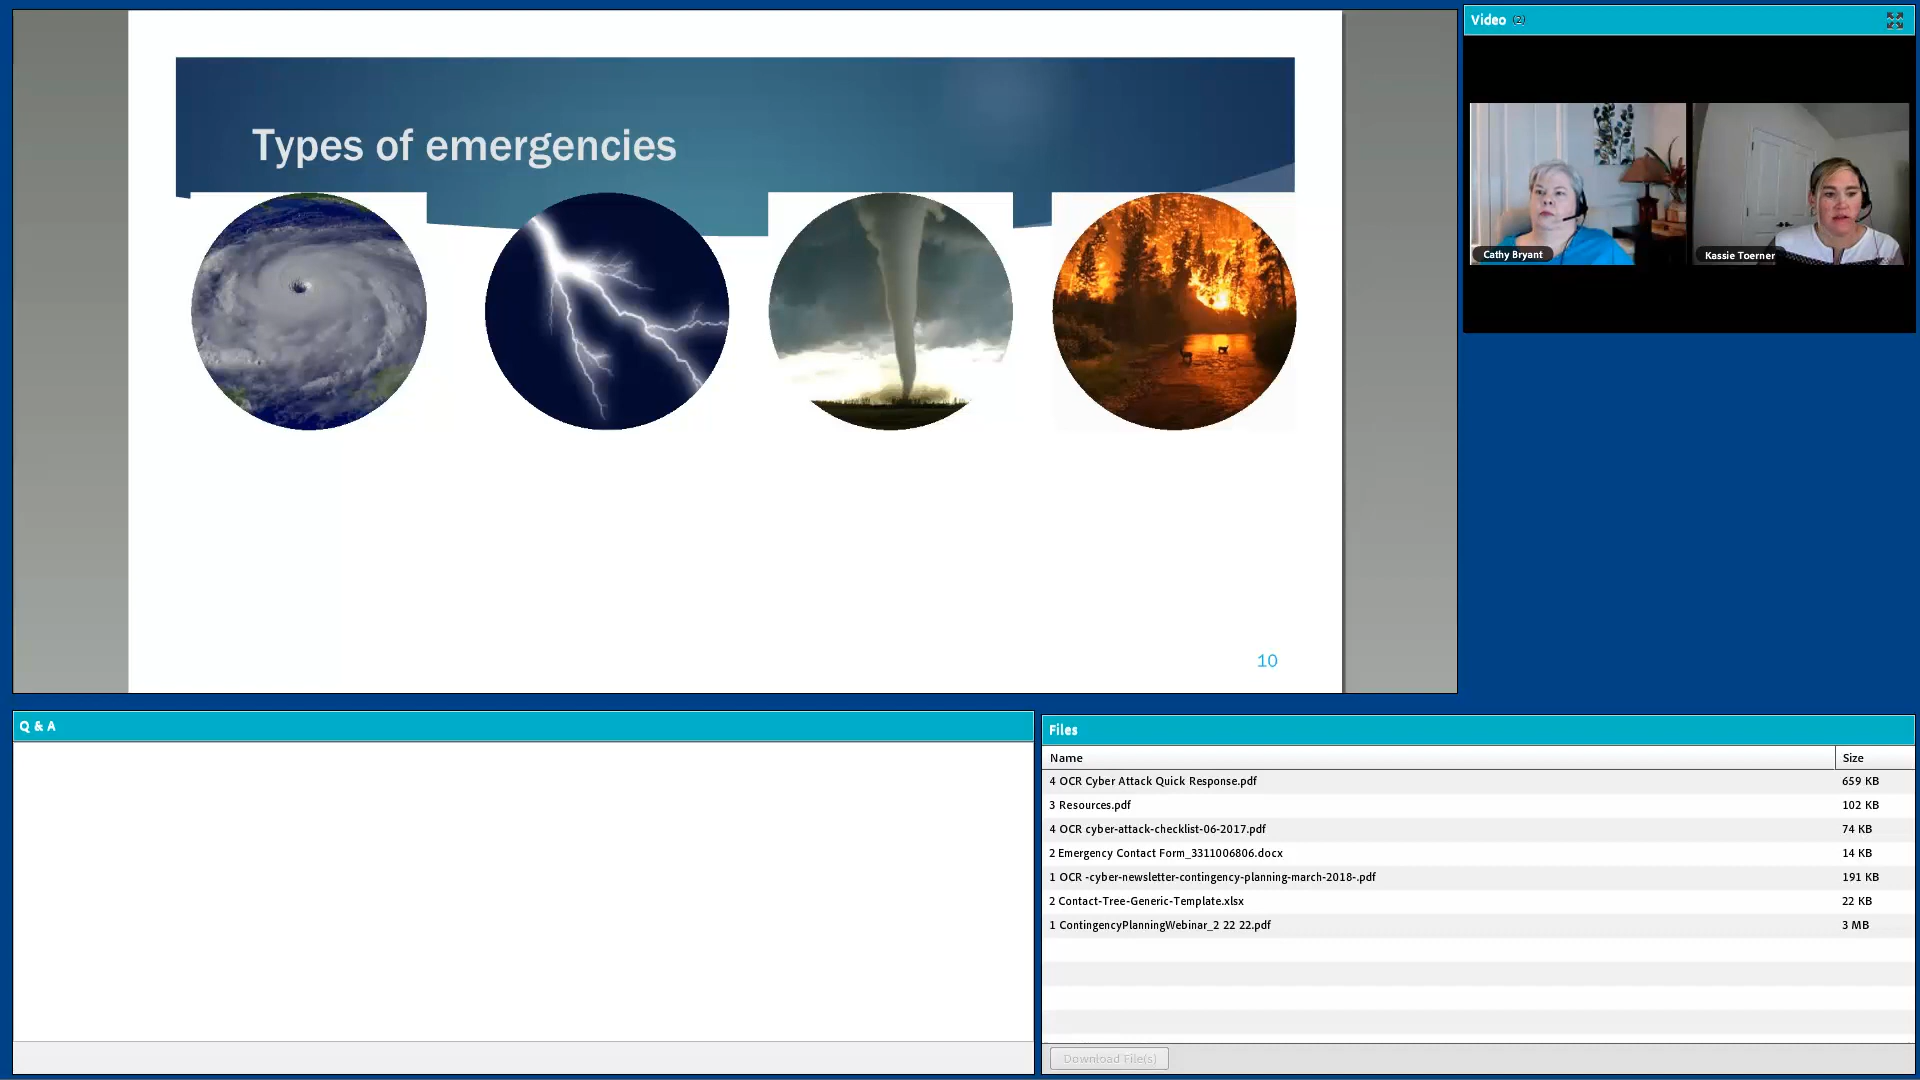 Types of emergencies
10
Video (2)
Cathy Bryant
Kassie Toerner
Q & A
Files
Name Size
4 OCR Cyber Attack Quick Response.pdf 659 KB
3 Resources.pdf 102 KB
4 OCR cyber-attack-checklist-06-2017.pdf 74 KB
2 Emergency Contact Form_3311006806.docx 14 KB
1 OCR -cyber-newsletter-contingency-planning-march-2018-.pdf 191 KB
2 Contact-Tree-Generic-Template.xlsx 22 KB
1 ContingencyPlanningWebinar_2 22 22.pdf 3 MB
Download File(s)